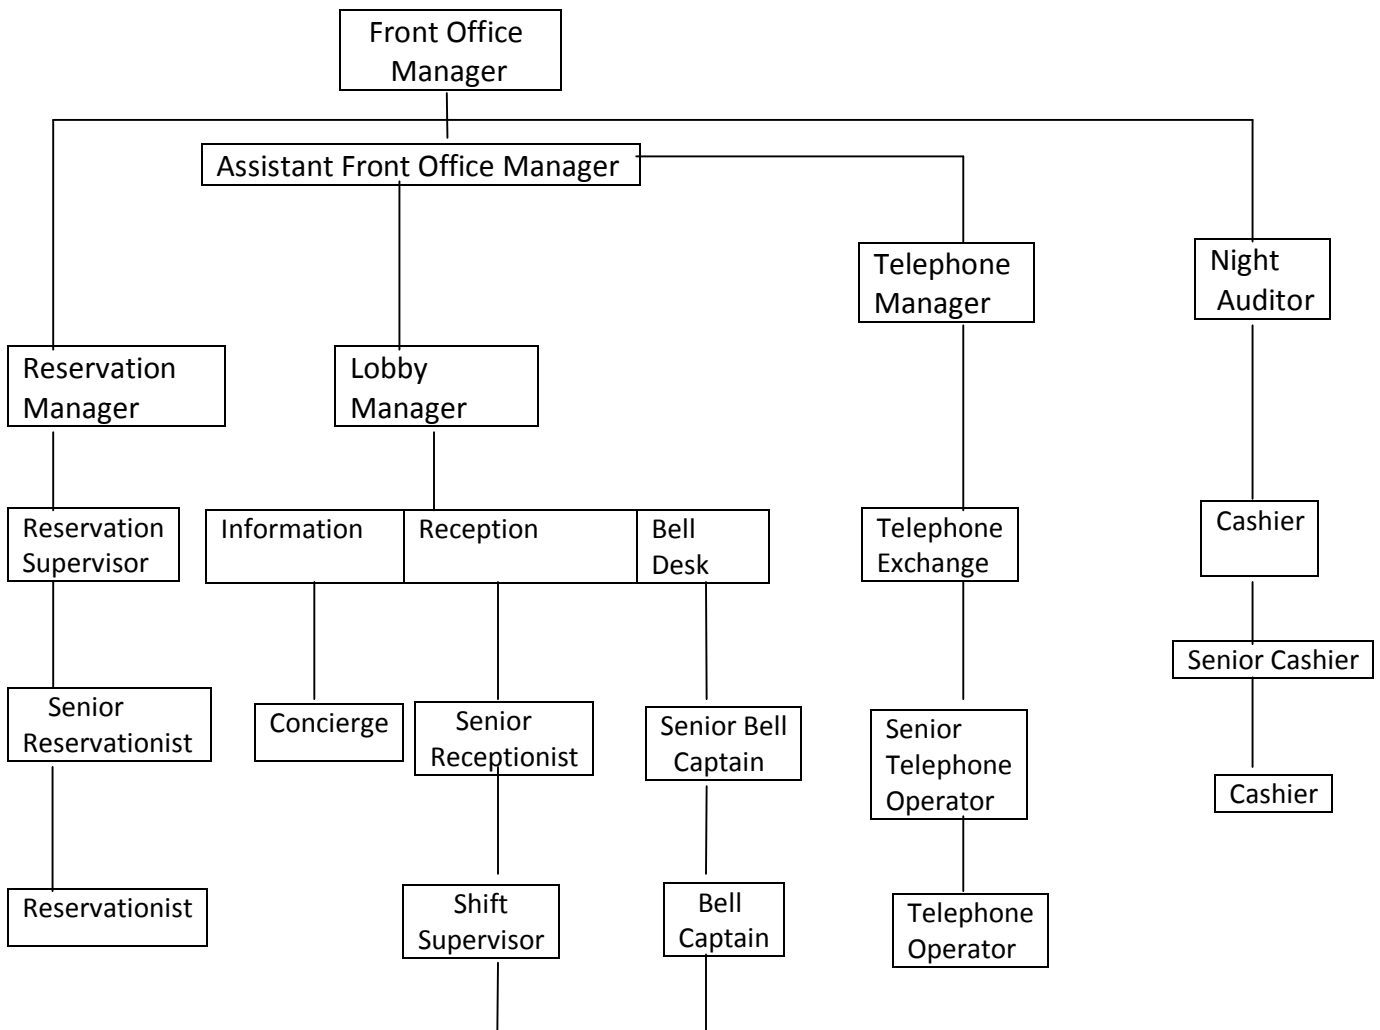 Front Office
Manager
Assistant Front Office Manager
Telephone
Manager
Night
Auditor
Reservation
Manager
Lobby
Manager
Reservation
Supervisor
Information
Reception
Bell
Desk
Telephone
Exchange
Cashier
Senior Cashier
Senior
Reservationist
Concierge
Senior
Receptionist
Senior Bell
Captain
Senior
Telephone
Operator
Cashier
Reservationist
Shift
Supervisor
Bell
Captain
Telephone
Operator